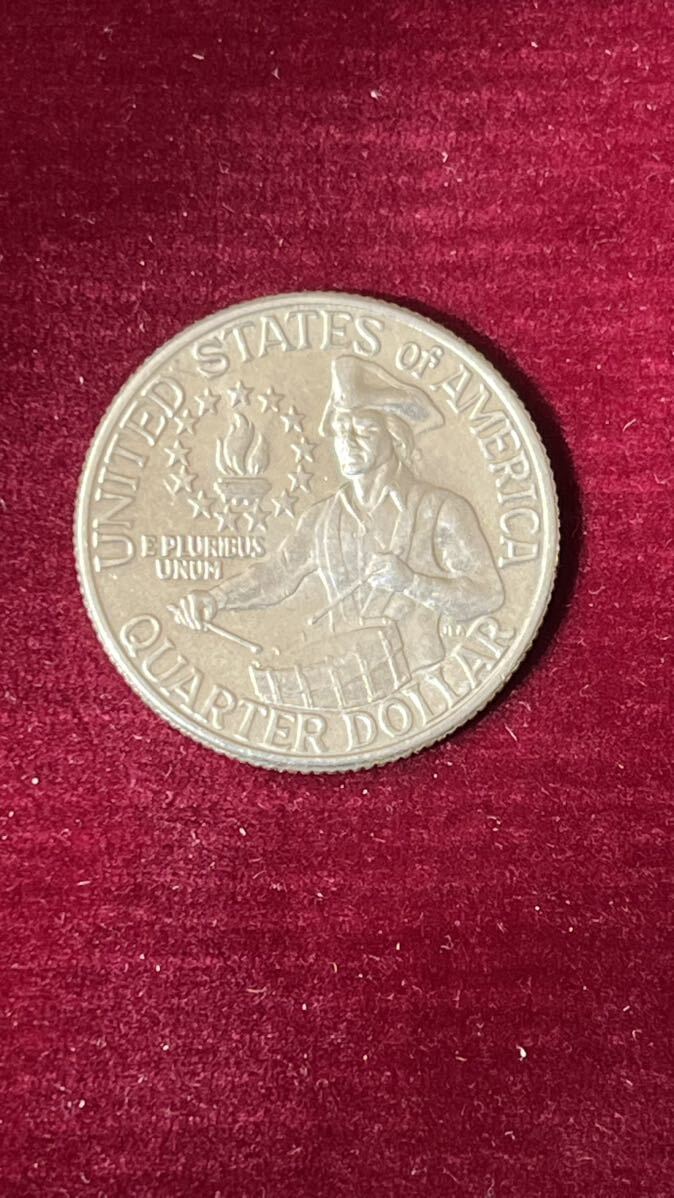 UNITED STATES of AMERICA
E PLURIBUS
UNUM
QUARTER DOLLAR